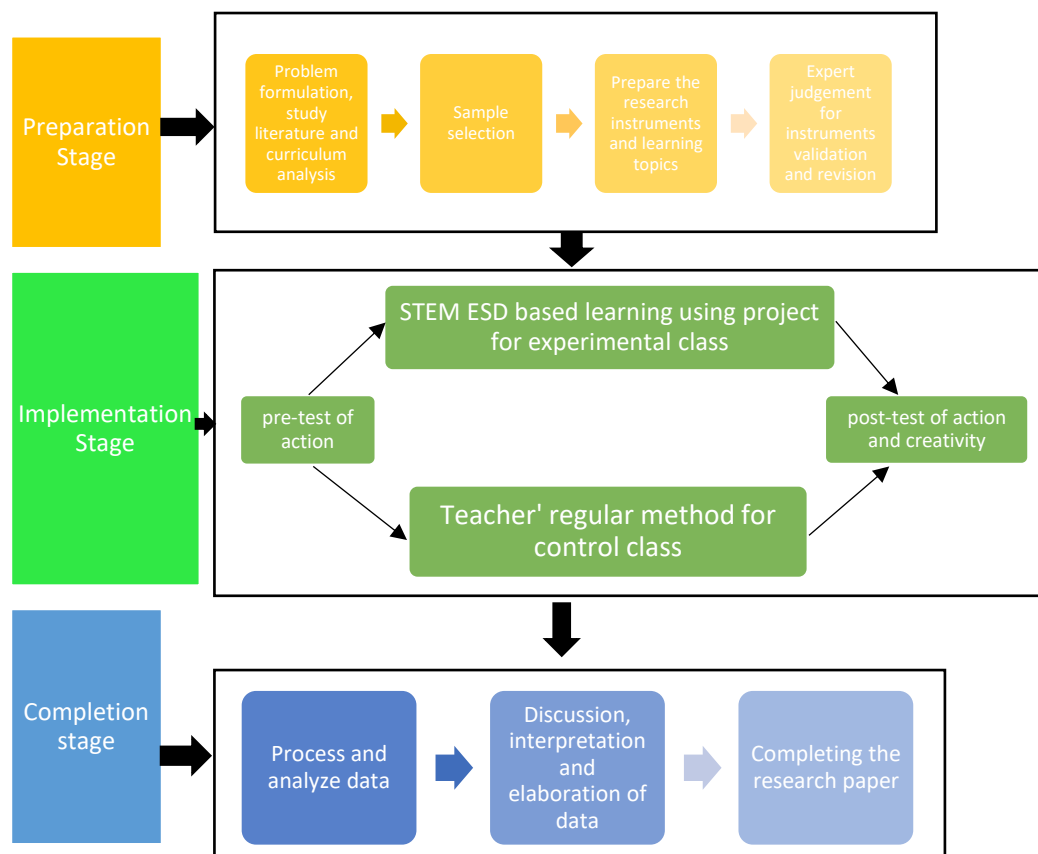 Preparation
Stage
Problem
formulation,
study
literature and
curriculum
analysis
Sample
selection
Prepare the
research
instruments
and learning
topics
Expert
judgement
for
instruments
validation
and revision
Implementation
Stage
pre-test of
action
STEM ESD based learning using project
for experimental class
Teacher' regular method for
control class
post-test of action
and creativity
Completion
stage
Process and
analyze data
Discussion,
interpretation
and
elaboration of
data
Completing the
research paper